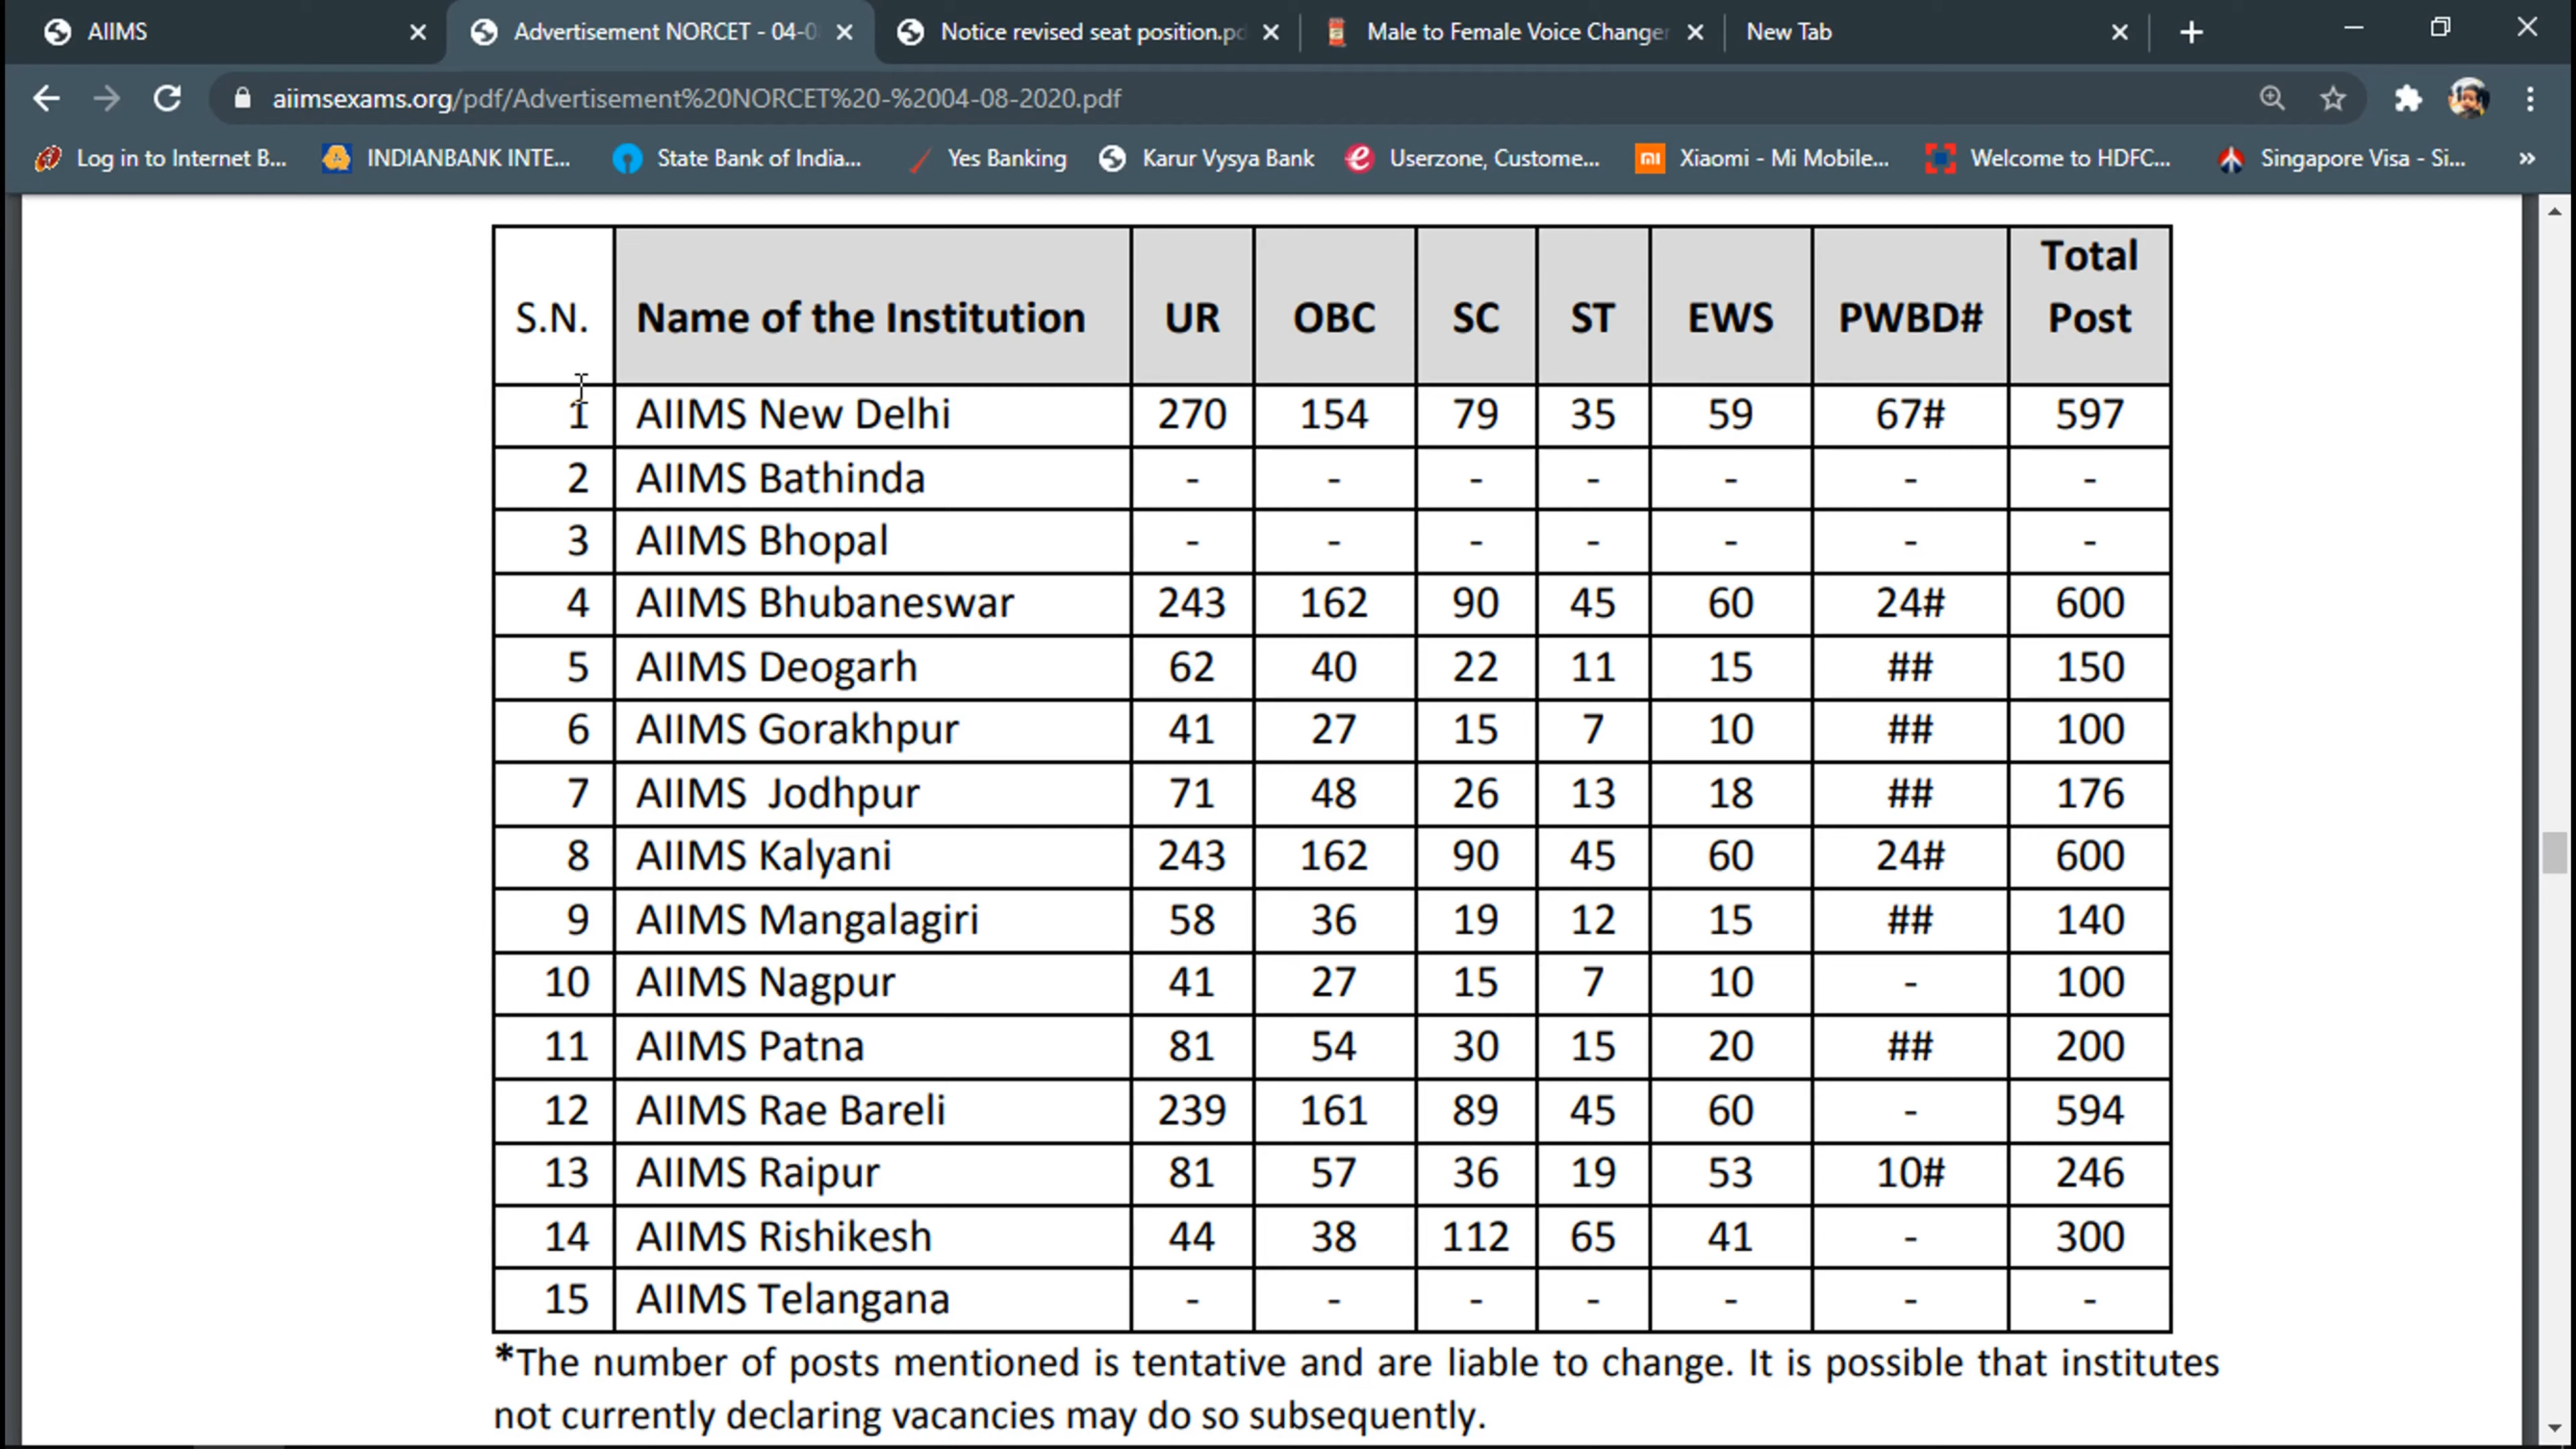 AIIMS
Advertisement NORCET - 04-0
Notice revised seat position.pd
Male to Female Voice Changer
New Tab
aiimsexams.org/pdf/Advertisement%20NORCET%20-%2004-08-2020.pdf
Log in to Internet B... INDIANBANK INTE... State Bank of India... Yes Banking Karur Vysya Bank Userzone, Custome... Xiaomi - Mi Mobile... Welcome to HDFC... Singapore Visa - Si... »
S.N. Name of the Institution UR OBC SC ST EWS PWBD# Total Post
1 AIIMS New Delhi 270 154 79 35 59 67# 597
2 AIIMS Bathinda - - - - - - -
3 AIIMS Bhopal - - - - - - -
4 AIIMS Bhubaneswar 243 162 90 45 60 24# 600
5 AIIMS Deogarh 62 40 22 11 15 ## 150
6 AIIMS Gorakhpur 41 27 15 7 10 ## 100
7 AIIMS Jodhpur 71 48 26 13 18 ## 176
8 AIIMS Kalyani 243 162 90 45 60 24# 600
9 AIIMS Mangalagiri 58 36 19 12 15 ## 140
10 AIIMS Nagpur 41 27 15 7 10 - 100
11 AIIMS Patna 81 54 30 15 20 ## 200
12 AIIMS Rae Bareli 239 161 89 45 60 - 594
13 AIIMS Raipur 81 57 36 19 53 10# 246
14 AIIMS Rishikesh 44 38 112 65 41 - 300
15 AIIMS Telangana - - - - - - -
*The number of posts mentioned is tentative and are liable to change. It is possible that institutes
not currently declaring vacancies may do so subsequently.